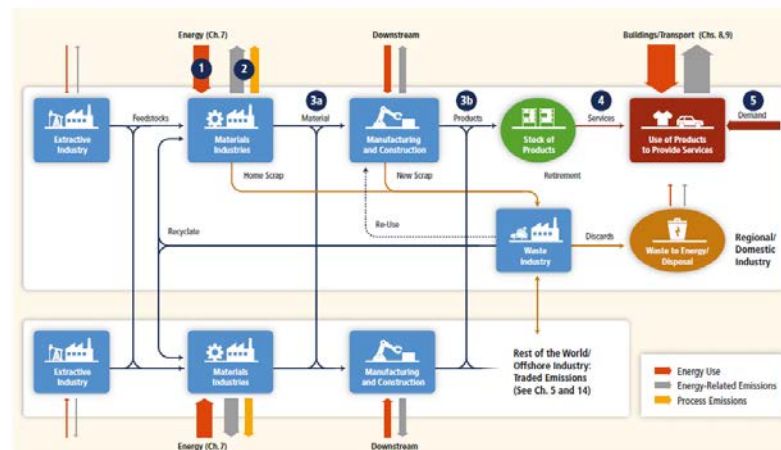 Energy (Ch.7)
Downstream
Buildings/Transport (Chs. 8,9)
1
2
3a
3b
4
5
Feedstocks
Material
Products
Services
Demand
Extractive
Industry
Materials
Industries
Manufacturing
and Construction
Stock of
Products
Use of Products
to Provide Services
Home Scrap
New Scrap
Retirement
Re-Use
Recyclate
Waste
Industry
Discards
Waste to Energy/
Disposal
Regional/
Domestic
Industry
Extractive
Industry
Materials
Industries
Manufacturing
and Construction
Rest of the World/
Offshore Industry:
Traded Emissions
(See Ch. 5 and 14)
Energy Use
Energy-Related Emissions
Process Emissions
Energy (Ch.7)
Downstream